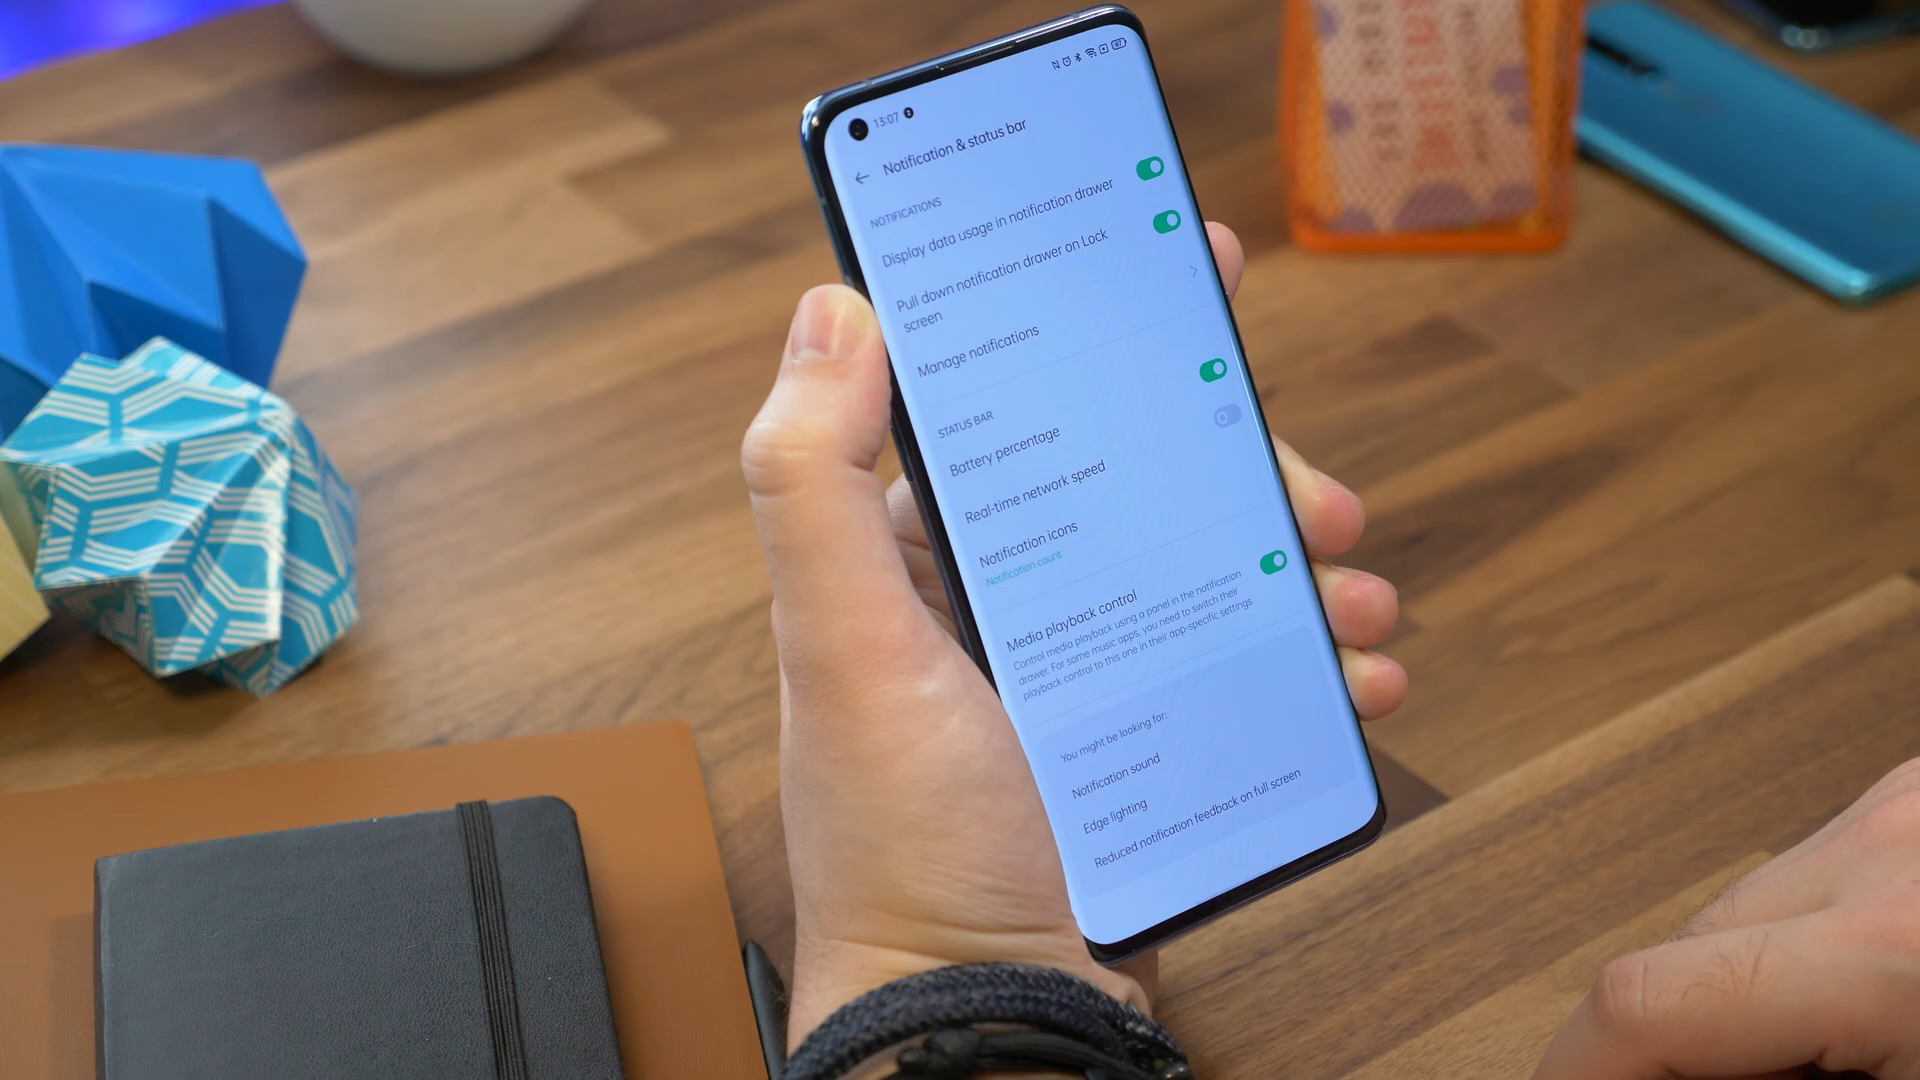 13:07
67
Notification & status bar
NOTIFICATIONS
Display data usage in notification drawer
Pull down notification drawer on Lock
screen
Manage notifications
STATUS BAR
Battery percentage
Real-time network speed
Notification icons
Notification count
Media playback control
Control media playback using a panel in the notification
drawer. For some music apps, you need to switch their
playback control to this one in their app-specific settings.
You might be looking for:
Notification sound
Edge lighting
Reduced notification feedback on full screen